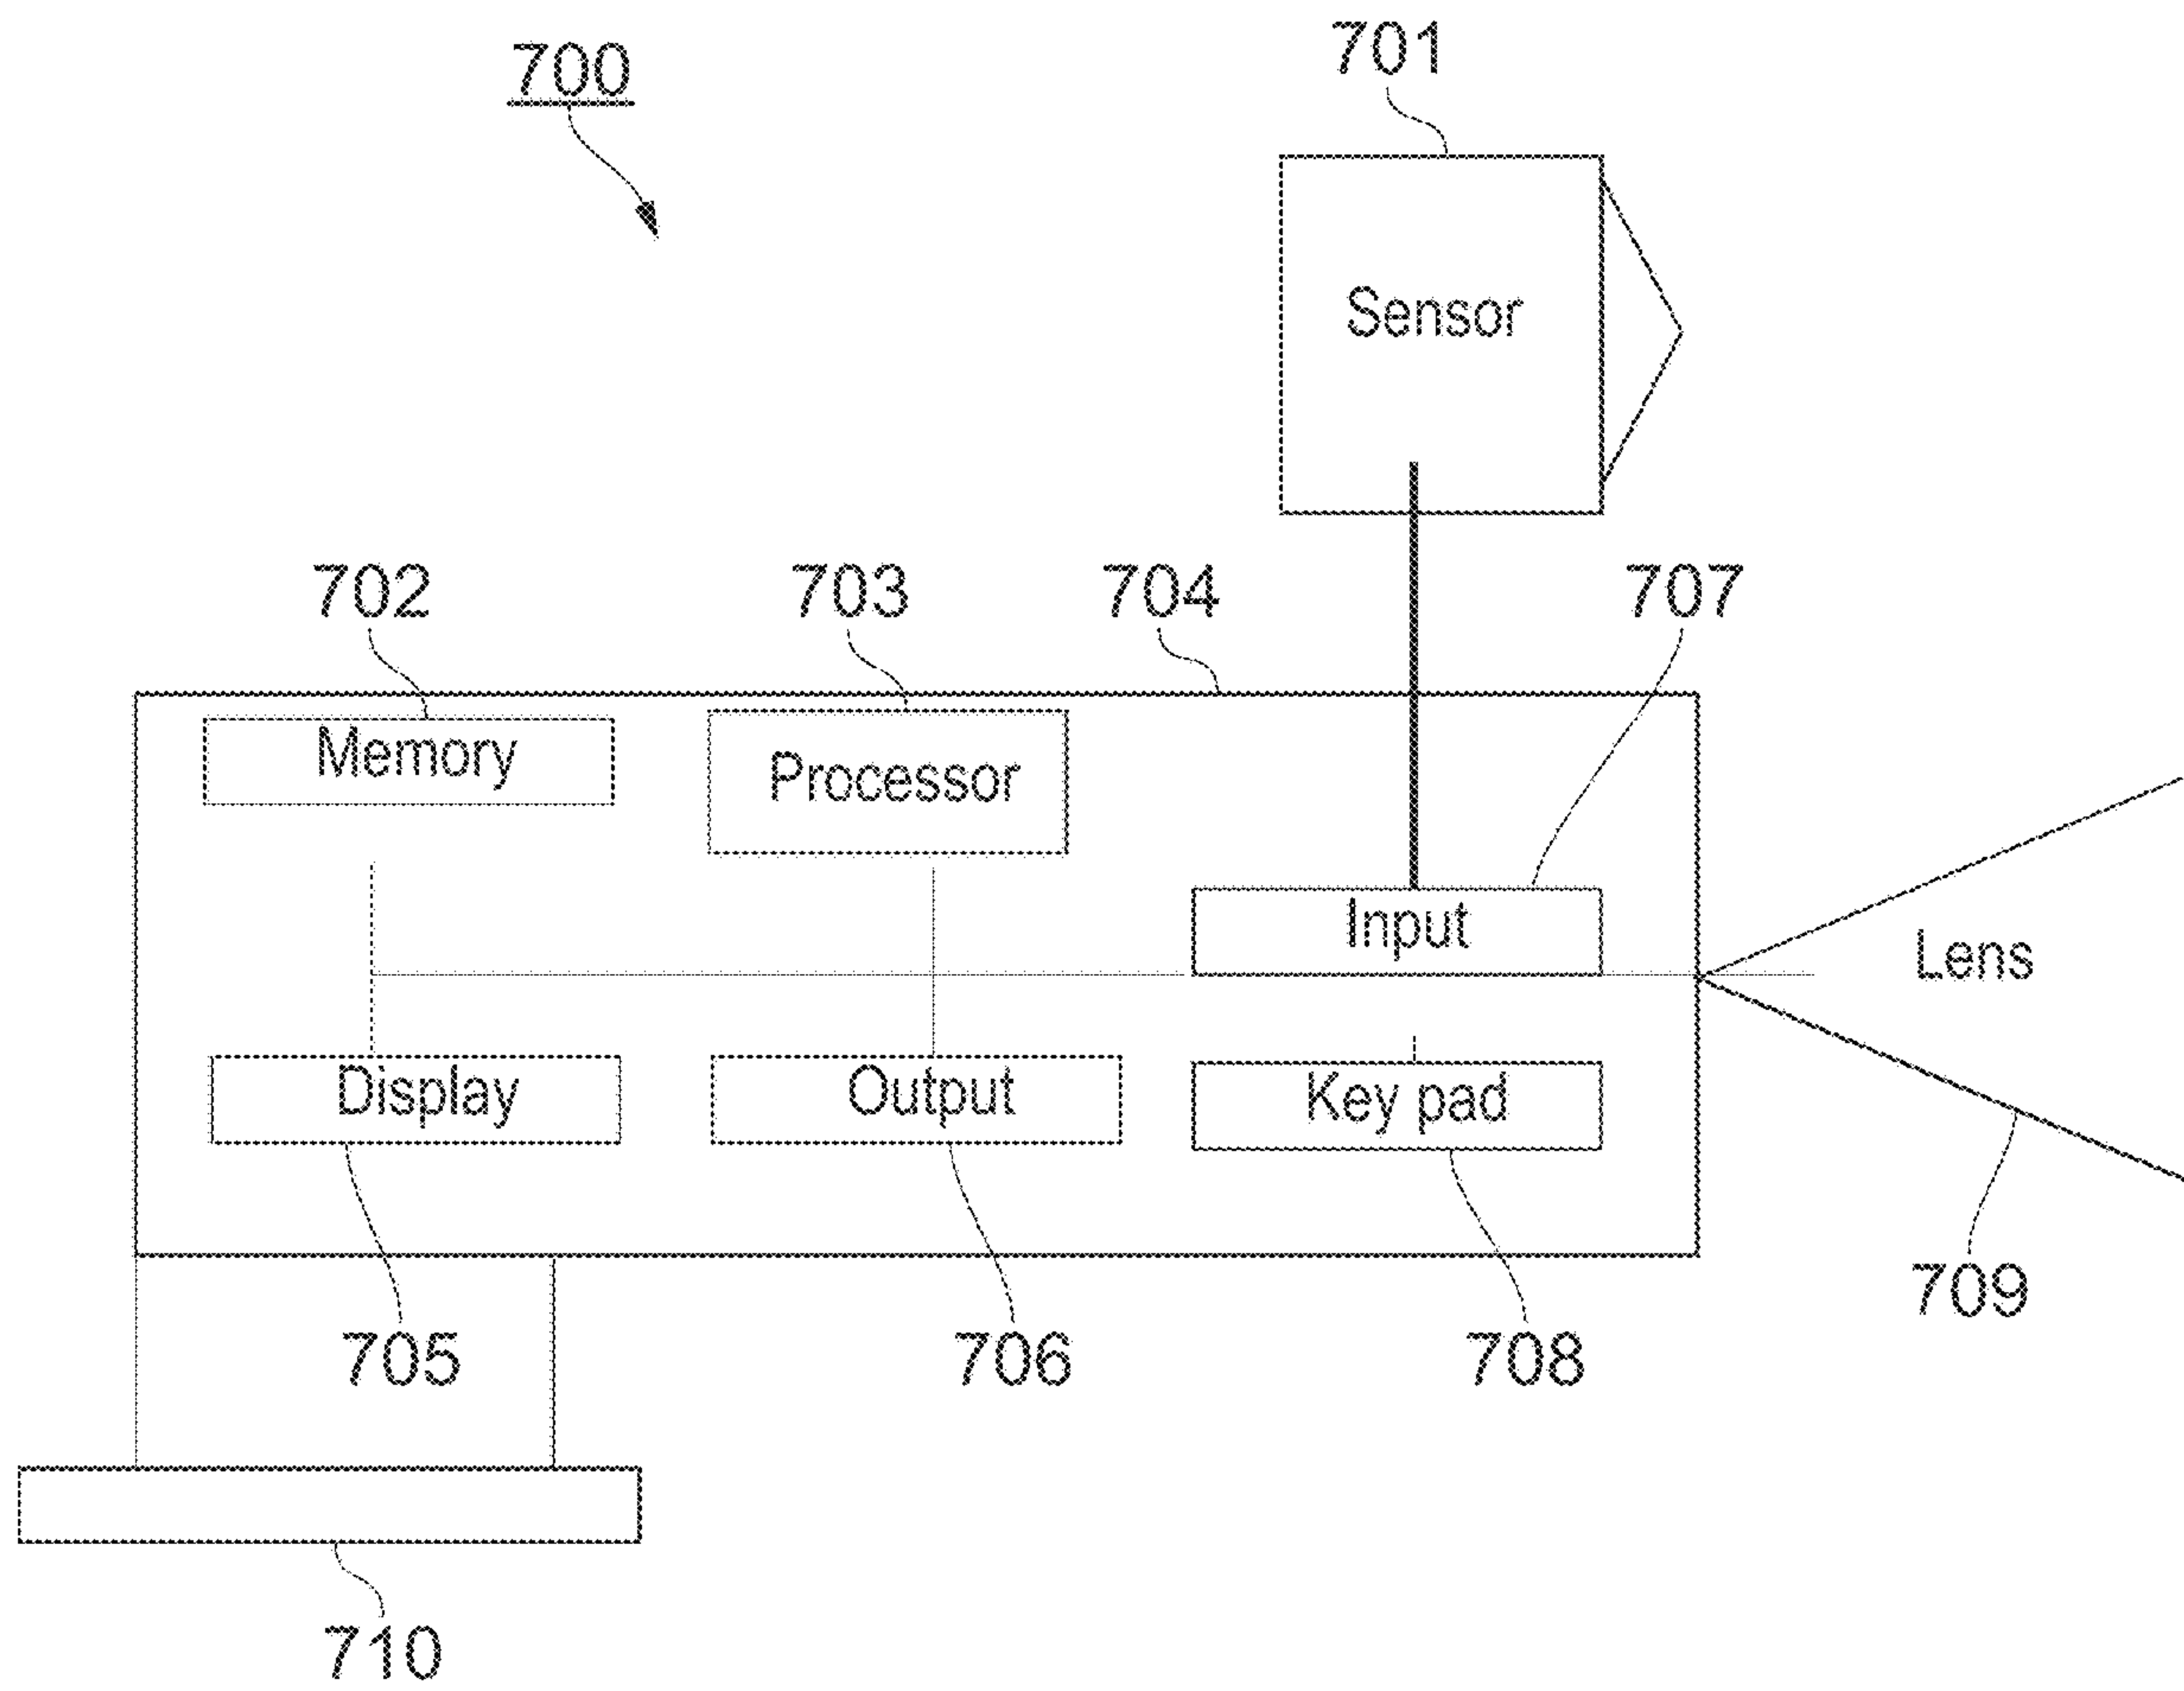 700
701
Sensor
702
703
704
707
Memory
Processor
Input
Lens
Display
Output
Key pad
709
705
706
708
710